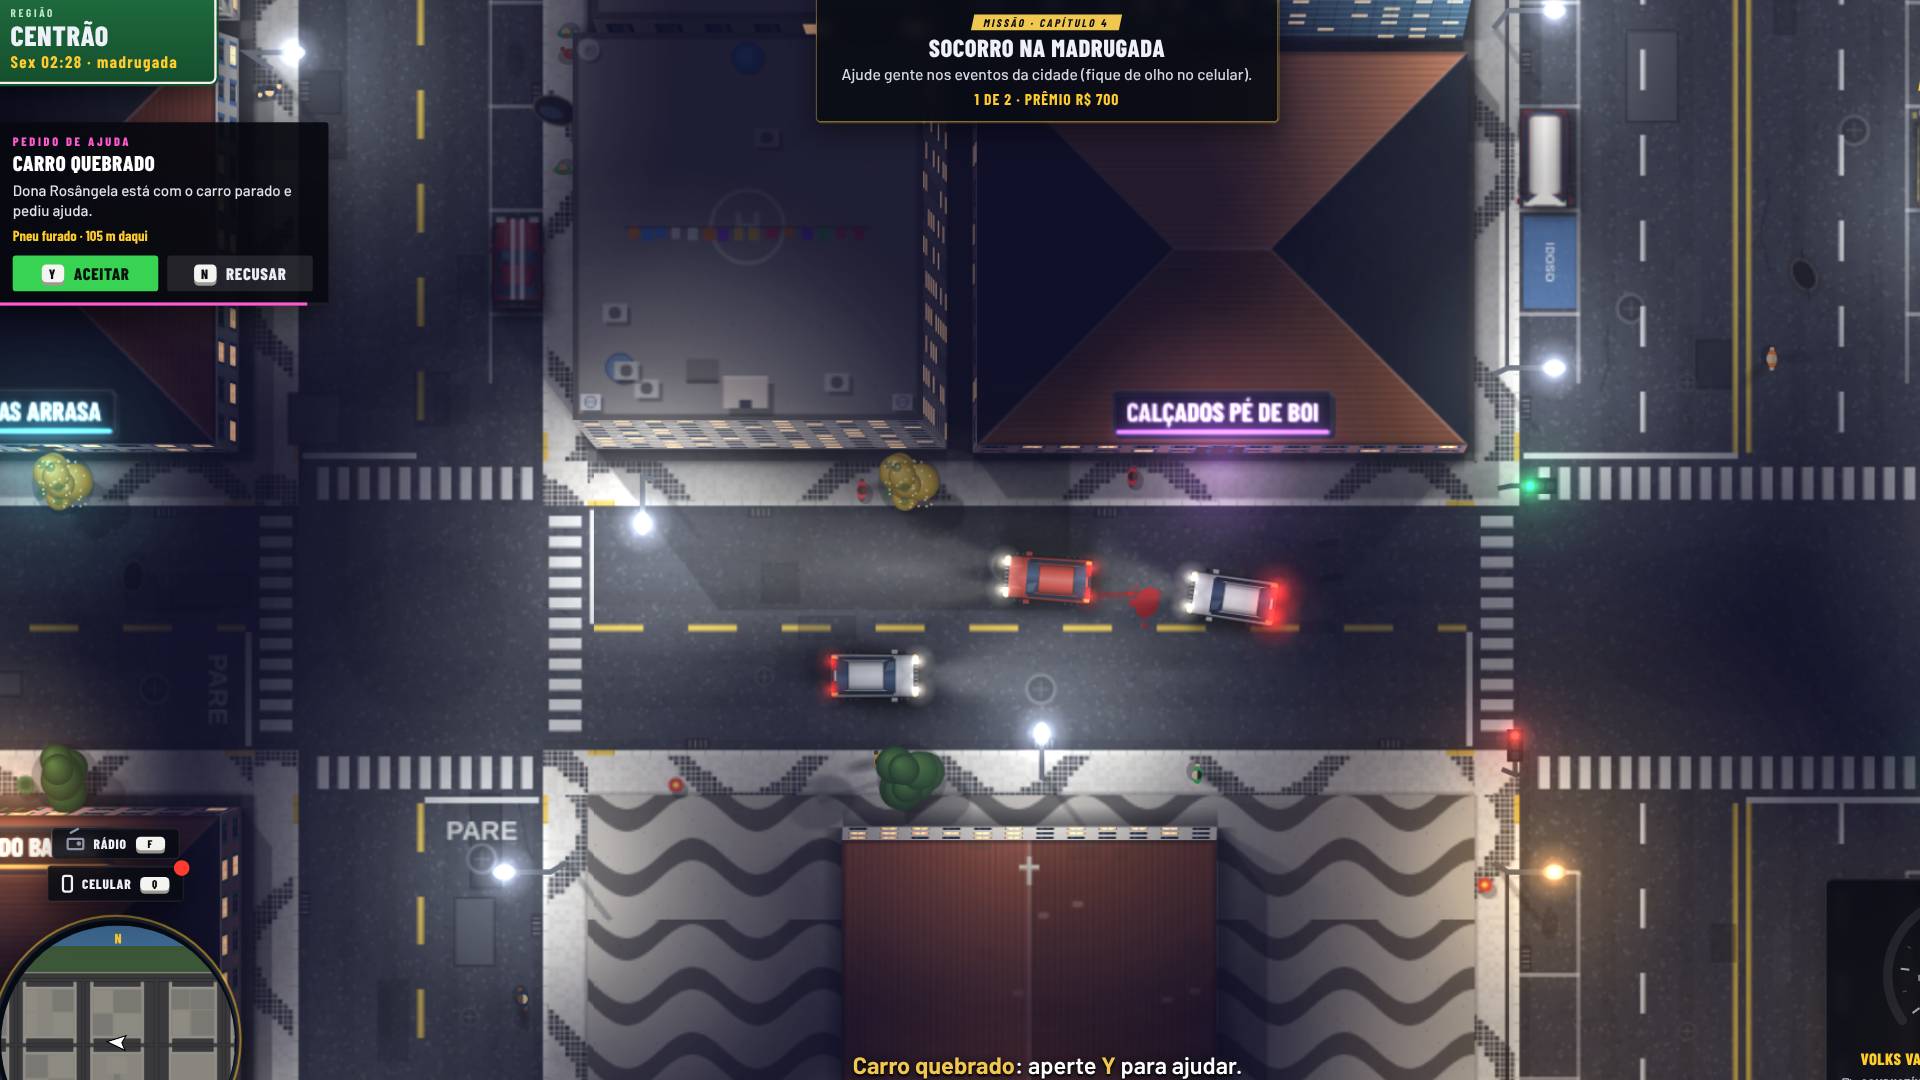 REGIÃO
CENTRÃO
Sex 02:28 · madrugada
MISSÃO · CAPÍTULO 4
SOCORRO NA MADRUGADA
Ajude gente nos eventos da cidade (fique de olho no celular).
1 DE 2 · PRÊMIO R$ 700
PEDIDO DE AJUDA
CARRO QUEBRADO
Dona Rosângela está com o carro parado e
pediu ajuda.
Pneu furado · 105 m daqui
Y ACEITAR
N RECUSAR
H
IDOSO
AS ARRASA
CALÇADOS PÉ DE BOI
PARE
PARE
DO BA
RÁDIO F
CELULAR Q
N
Carro quebrado: aperte Y para ajudar.
VOLKS VA